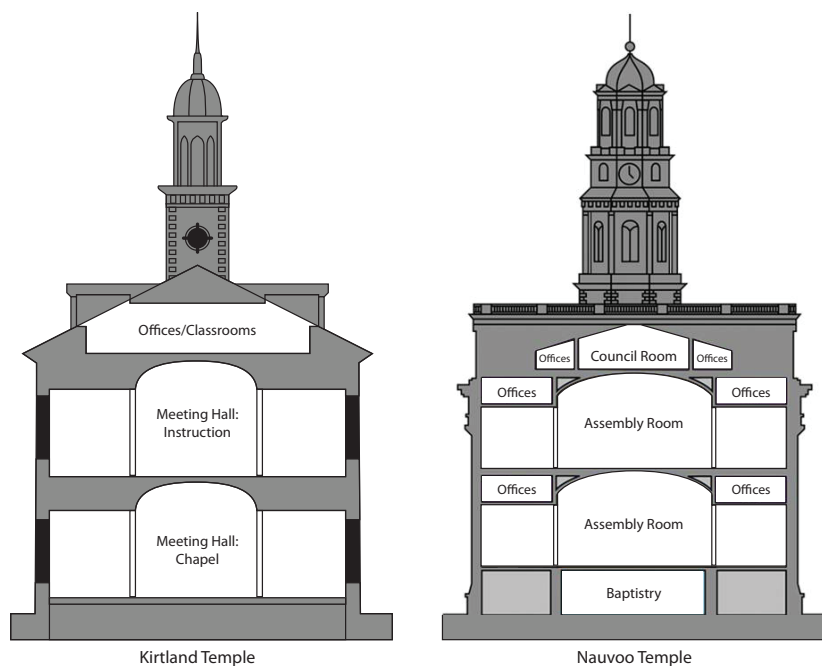 Offices/Classrooms
Meeting Hall:
Instruction
Meeting Hall:
Chapel
Kirtland Temple
Offices
Council Room
Offices
Offices
Offices
Assembly Room
Offices
Offices
Assembly Room
Baptistry
Nauvoo Temple